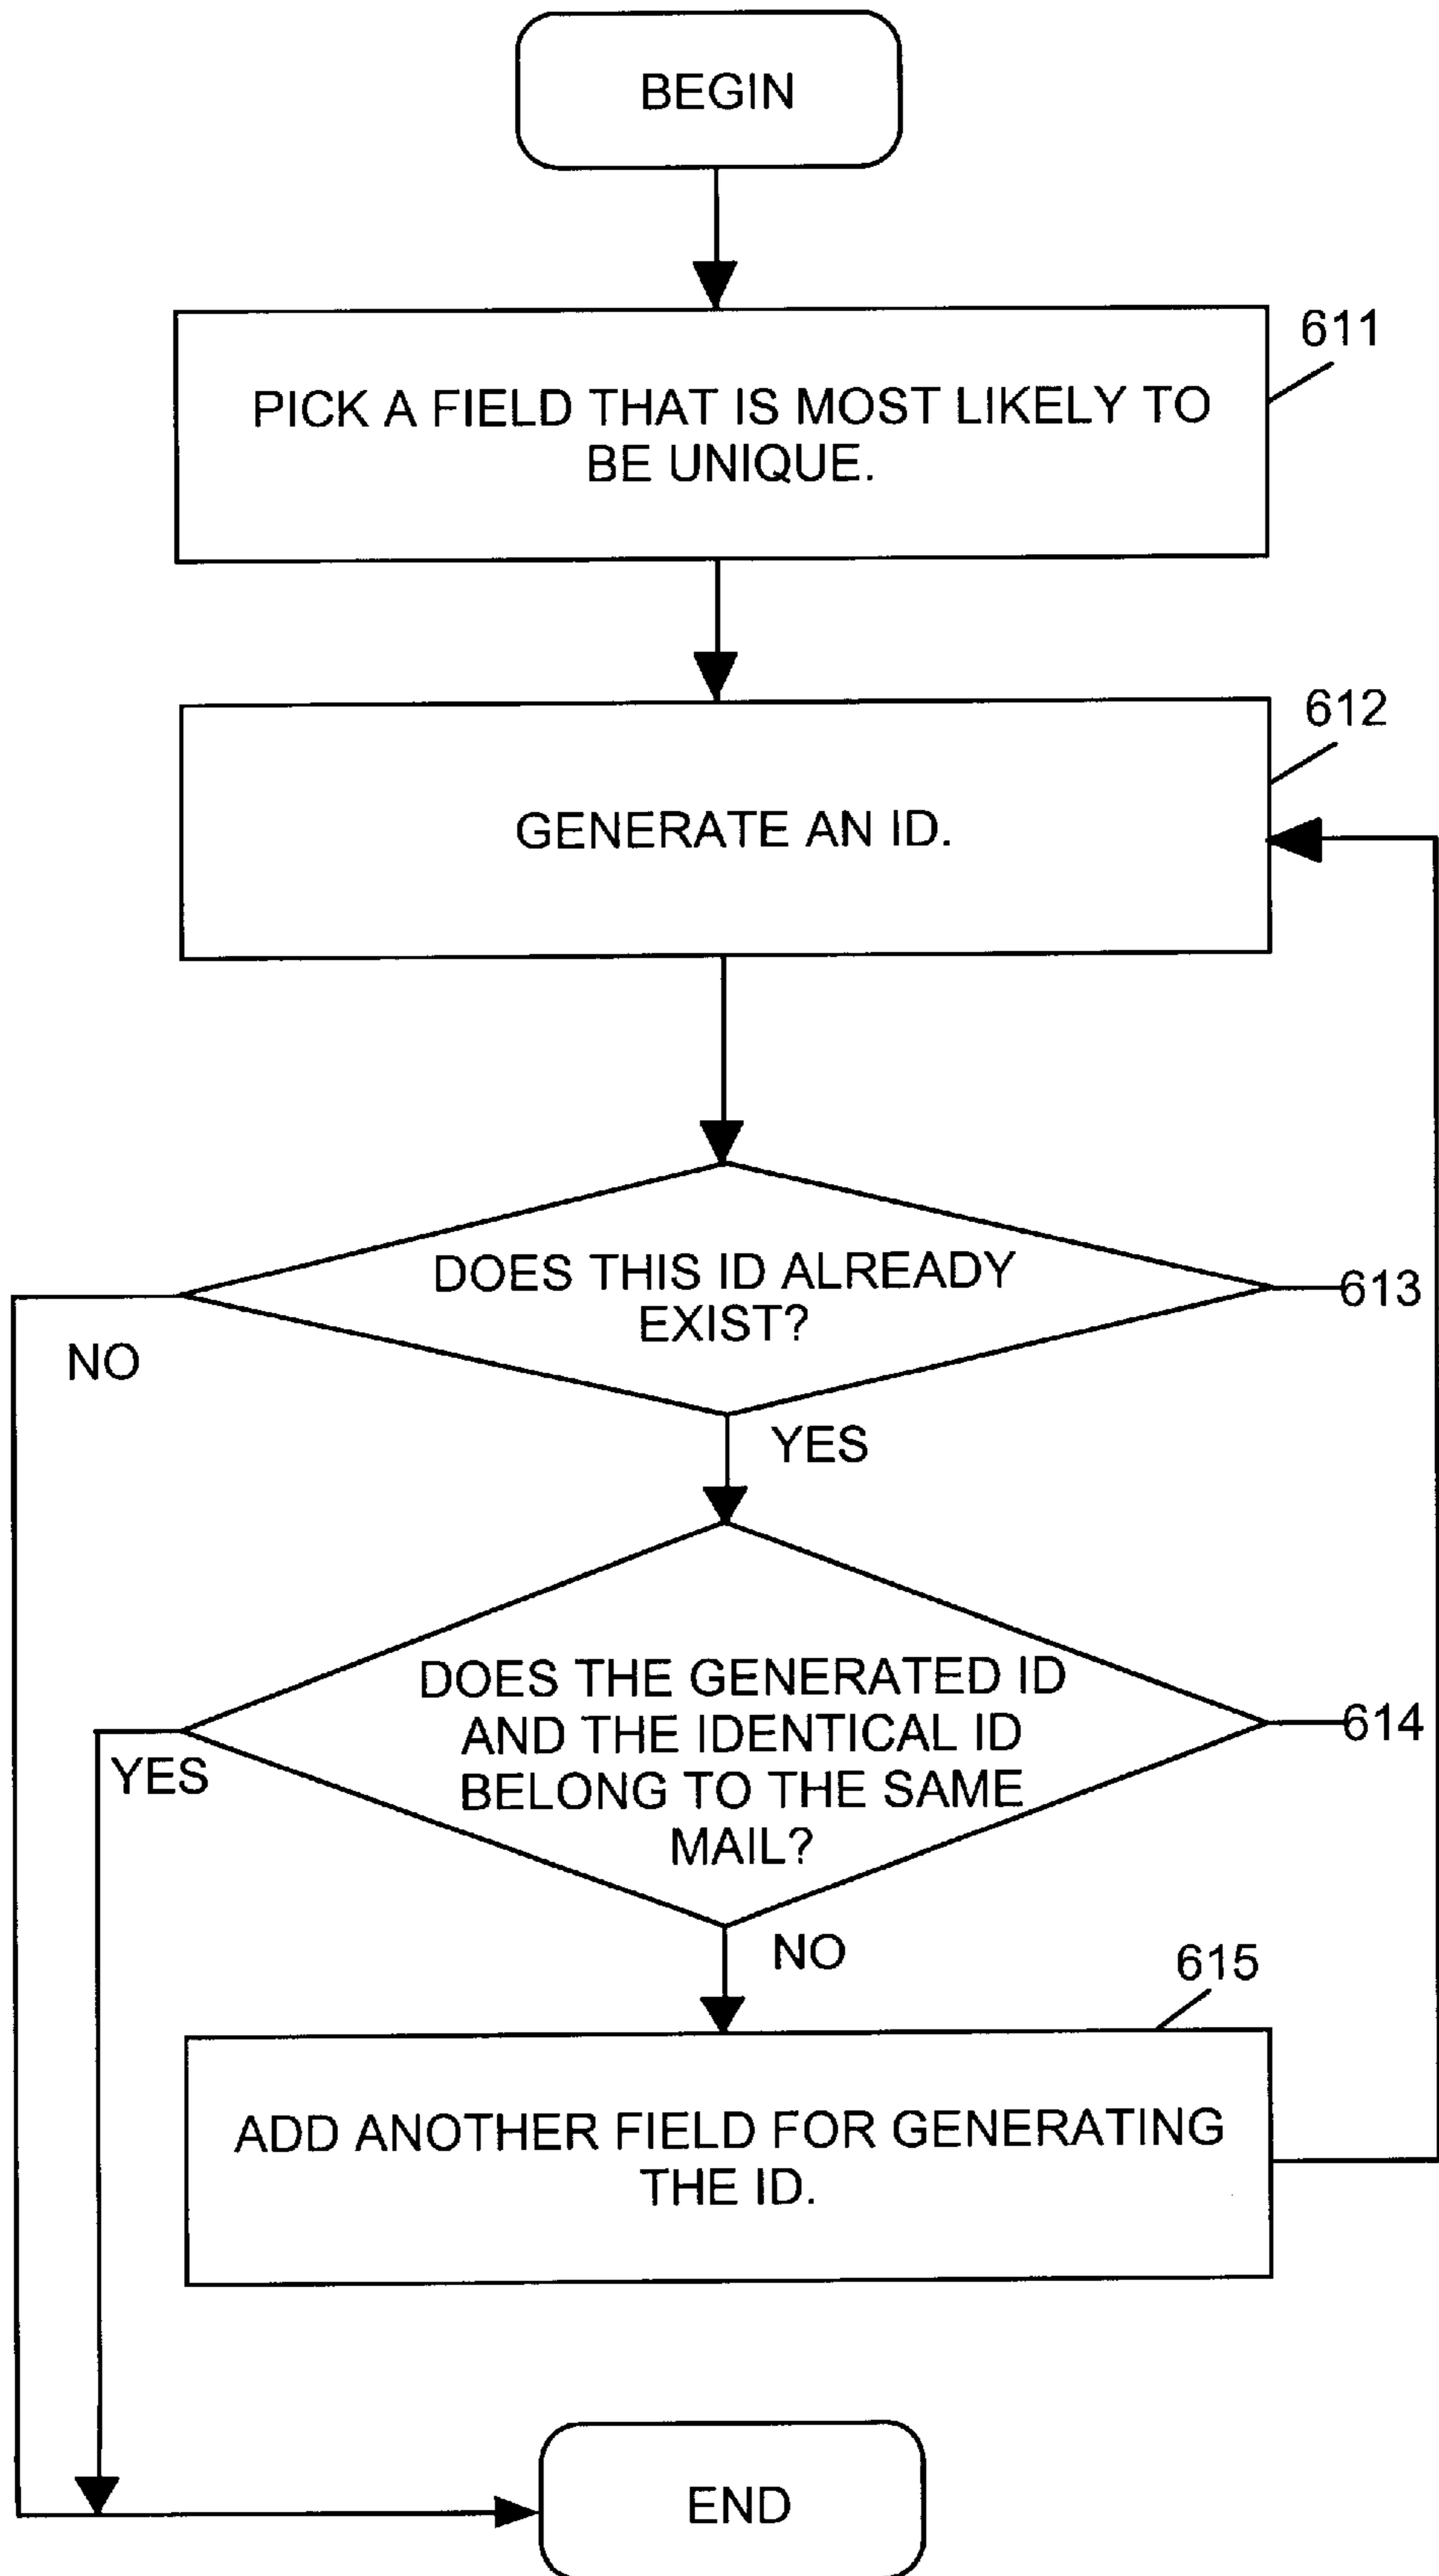 BEGIN
611
PICK A FIELD THAT IS MOST LIKELY TO
BE UNIQUE.
612
GENERATE AN ID.
DOES THIS ID ALREADY
EXIST?
613
NO
YES
DOES THE GENERATED ID
AND THE IDENTICAL ID
BELONG TO THE SAME
MAIL?
614
YES
NO
615
ADD ANOTHER FIELD FOR GENERATING
THE ID.
END